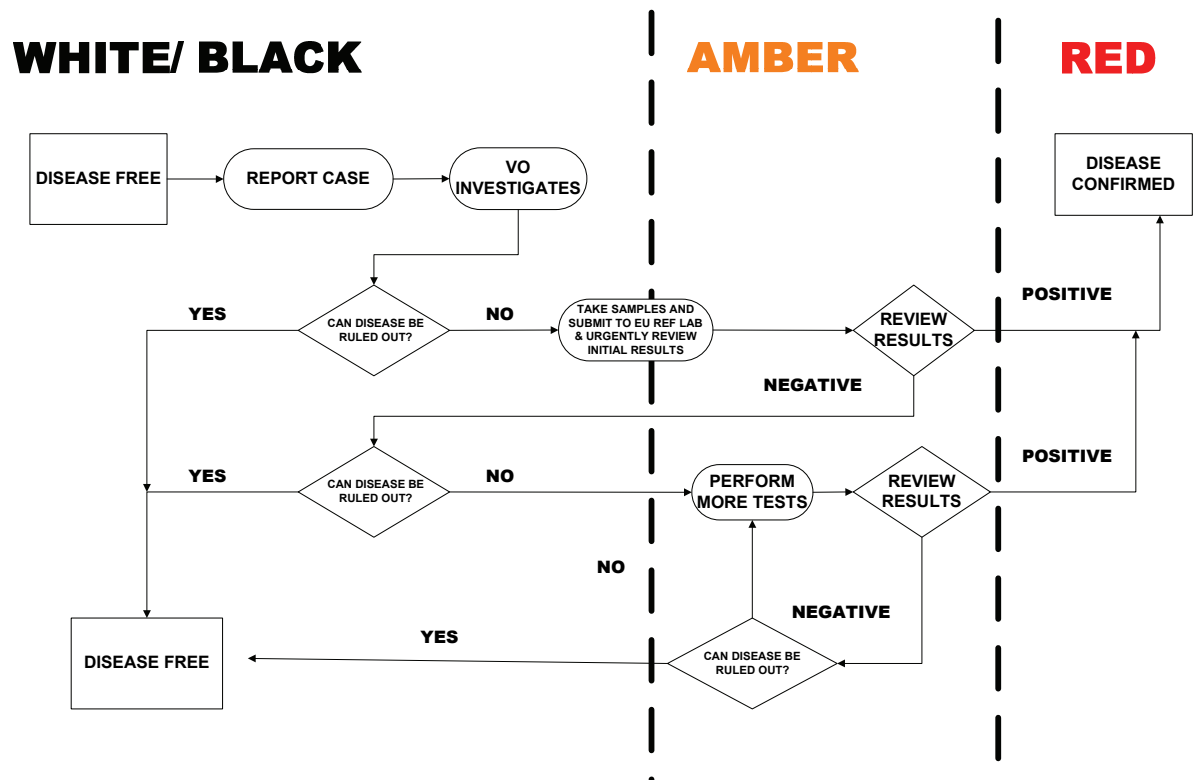 WHITE/ BLACK
AMBER
RED
DISEASE FREE
REPORT CASE
VO
INVESTIGATES
DISEASE
CONFIRMED
YES
CAN DISEASE BE
RULED OUT?
NO
TAKE SAMPLES AND
SUBMIT TO EU REF LAB
& URGENTLY REVIEW
INITIAL RESULTS
REVIEW
RESULTS
POSITIVE
NEGATIVE
YES
CAN DISEASE BE
RULED OUT?
NO
PERFORM
MORE TESTS
REVIEW
RESULTS
POSITIVE
NO
NEGATIVE
YES
DISEASE FREE
CAN DISEASE BE
RULED OUT?